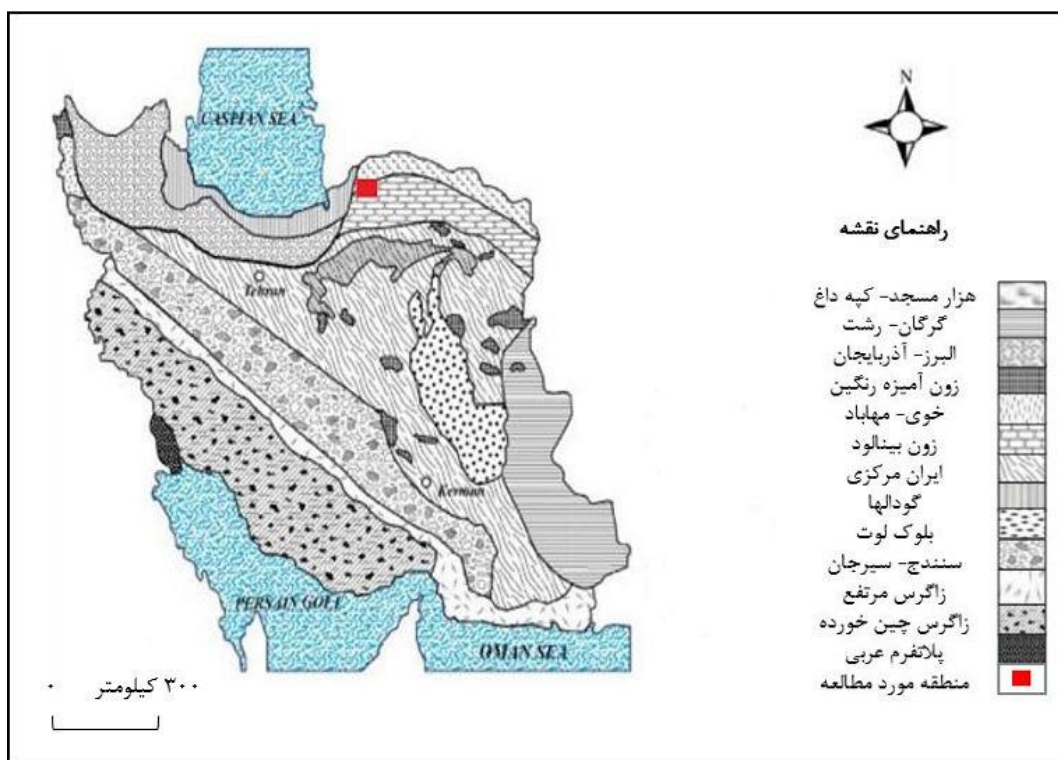 N
CASPIAN SEA
Tehran
Kerman
PERSAIN GOLF
OMAN SEA
۰ ۳۰۰ کیلومتر
راهنمای نقشه
هزار مسجد- کپه داغ
گرگان- رشت
البرز- آذربایجان
زون آمیزه رنگین
خوی- مهاباد
زون بینالود
ایران مرکزی
گودالها
بلوک لوت
سنندج- سیرجان
زاگرس مرتفع
زاگرس چین خورده
پلاتفرم عربی
منطقه مورد مطالعه